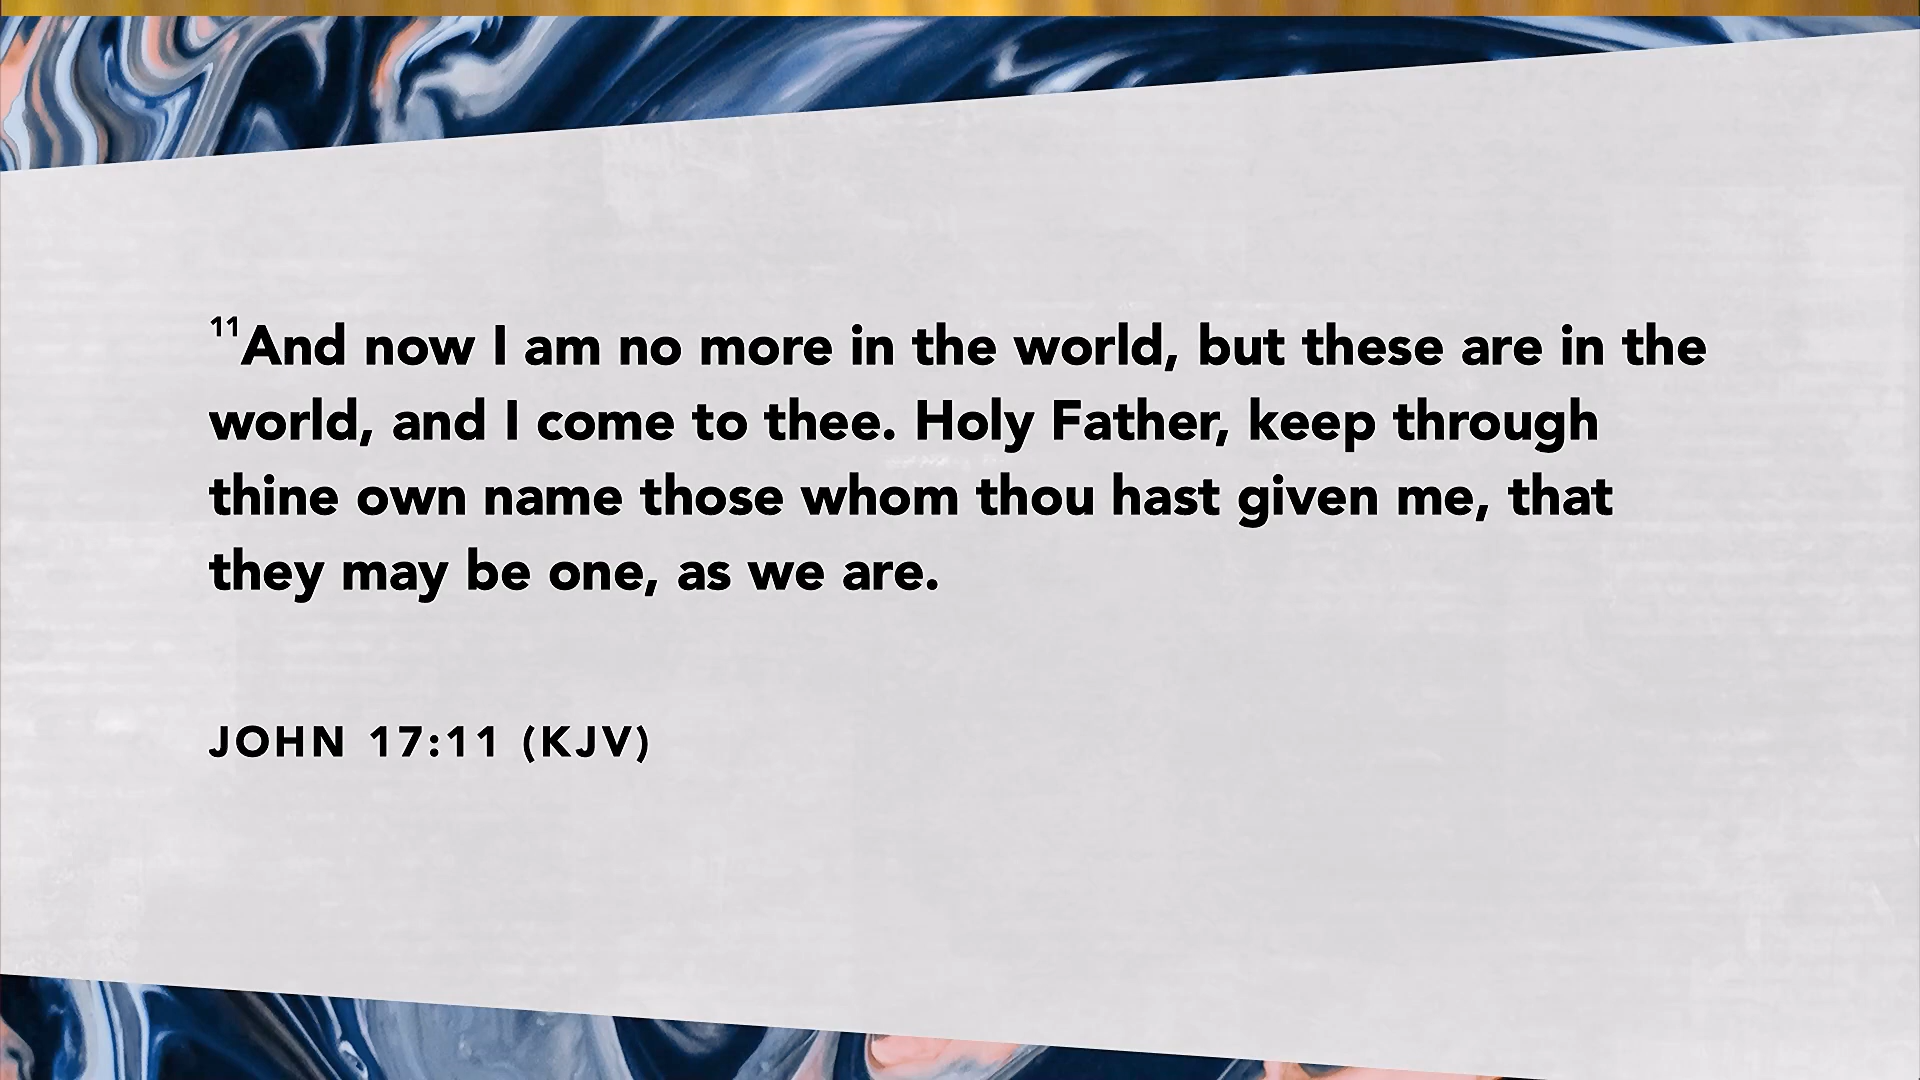 11And now I am no more in the world, but these are in the
world, and I come to thee. Holy Father, keep through
thine own name those whom thou hast given me, that
they may be one, as we are.
JOHN 17:11 (KJV)